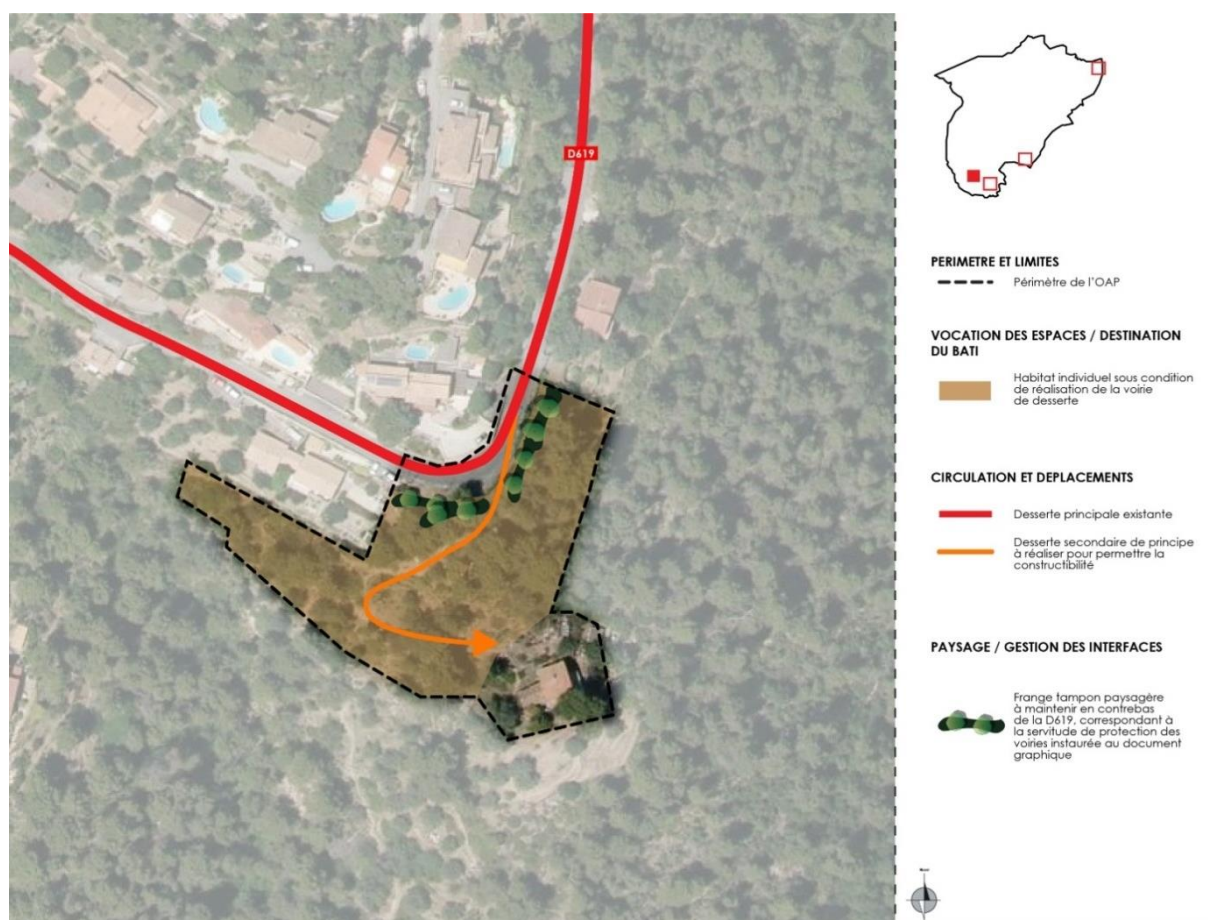 D619
PERIMETRE ET LIMITES
Périmètre de l'OAP
VOCATION DES ESPACES / DESTINATION
DU BATI
Habitat individuel sous condition
de réalisation de la voirie
de desserte
CIRCULATION ET DEPLACEMENTS
Desserte principale existante
Desserte secondaire de principe
à réaliser pour permettre la
constructibilité
PAYSAGE / GESTION DES INTERFACES
Frange tampon paysagère
à maintenir en contrebas
de la D619, correspondant à
la servitude de protection des
voiries instaurée au document
graphique